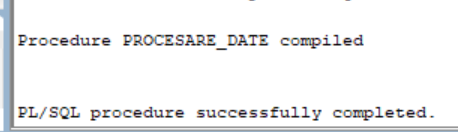 Procedure PROCESARE_DATE compiled
PL/SQL procedure successfully completed.